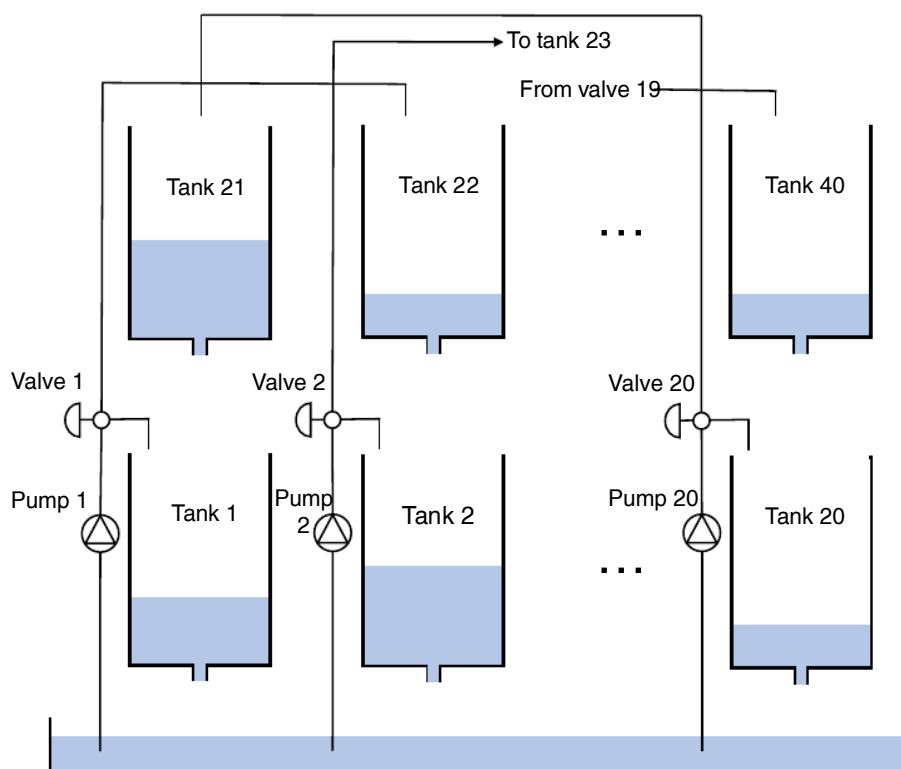 To tank 23
From valve 19
Tank 21
Tank 22
Tank 40
...
Valve 1
Valve 2
Valve 20
Pump 1
Tank 1
Pump
2
Tank 2
Pump 20
Tank 20
...